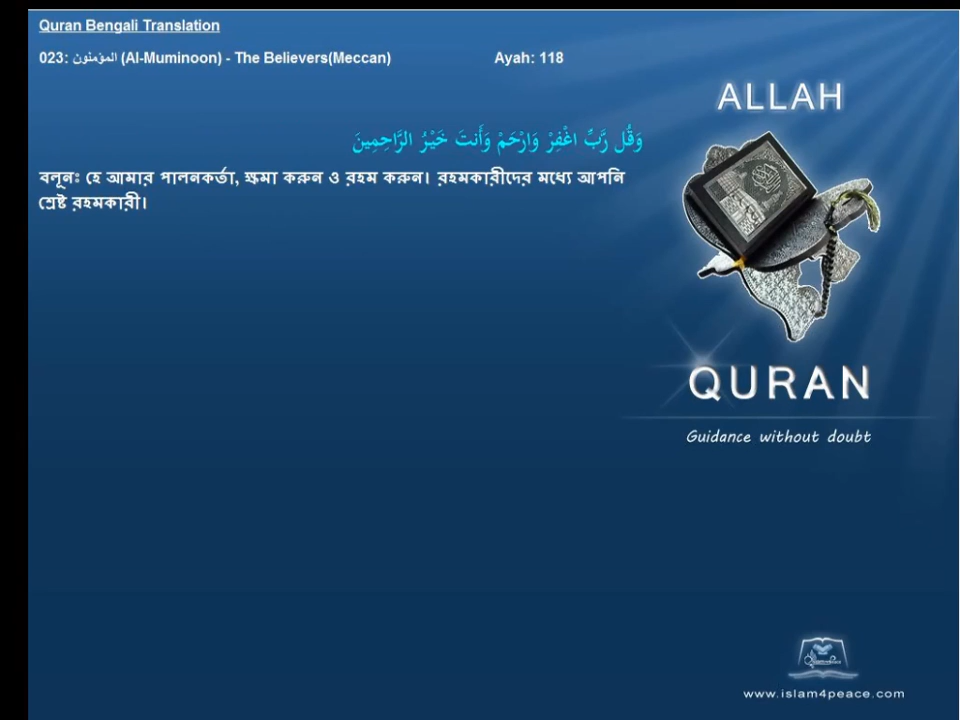 Quran Bengali Translation
023: المؤمنون (Al-Muminoon) - The Believers(Meccan) Ayah: 118
ALLAH
وَقُل رَّبِّ اغْفِرْ وَارْحَمْ وَأَنتَ خَيْرُ الرَّاحِمِينَ
বলূনঃ হে আমার পালনকর্তা, ক্ষমা করুন ও রহম করুন। রহমকারীদের মধ্যে আপনি
শ্রেষ্ট রহমকারী।
QURAN
Guidance without doubt
www.islam4peace.com